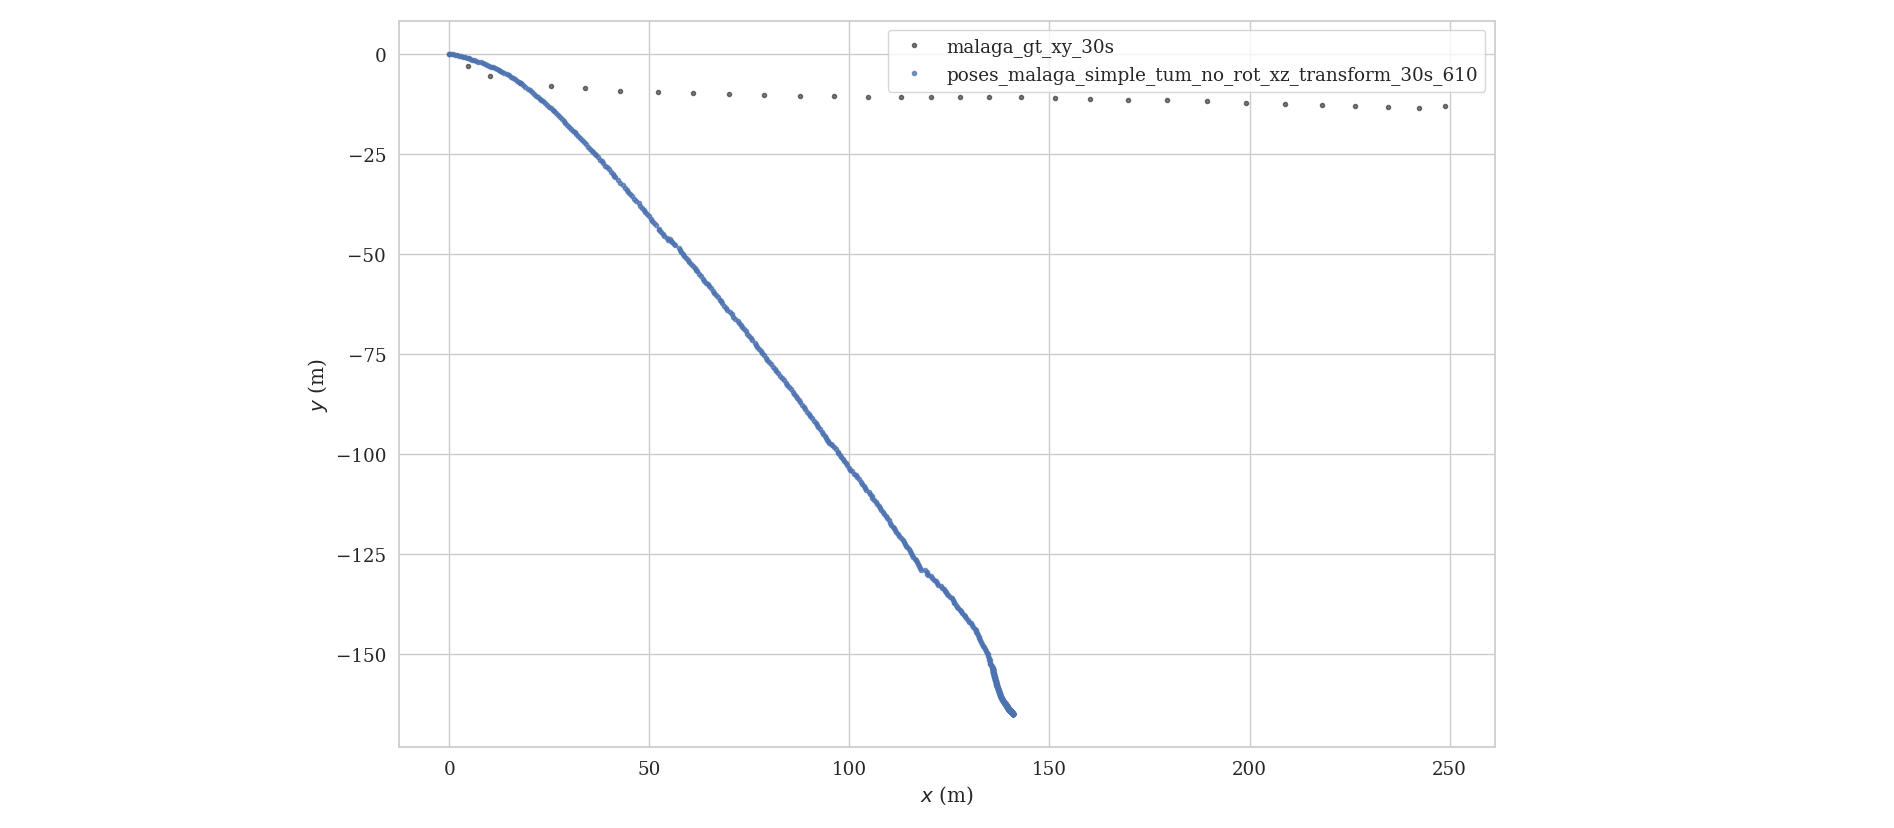 malaga_gt_xy_30s
poses_malaga_simple_tum_no_rot_xz_transform_30s_610
0
−25
−50
−75
−100
−125
−150
y (m)
0 50 100 150 200 250
x (m)